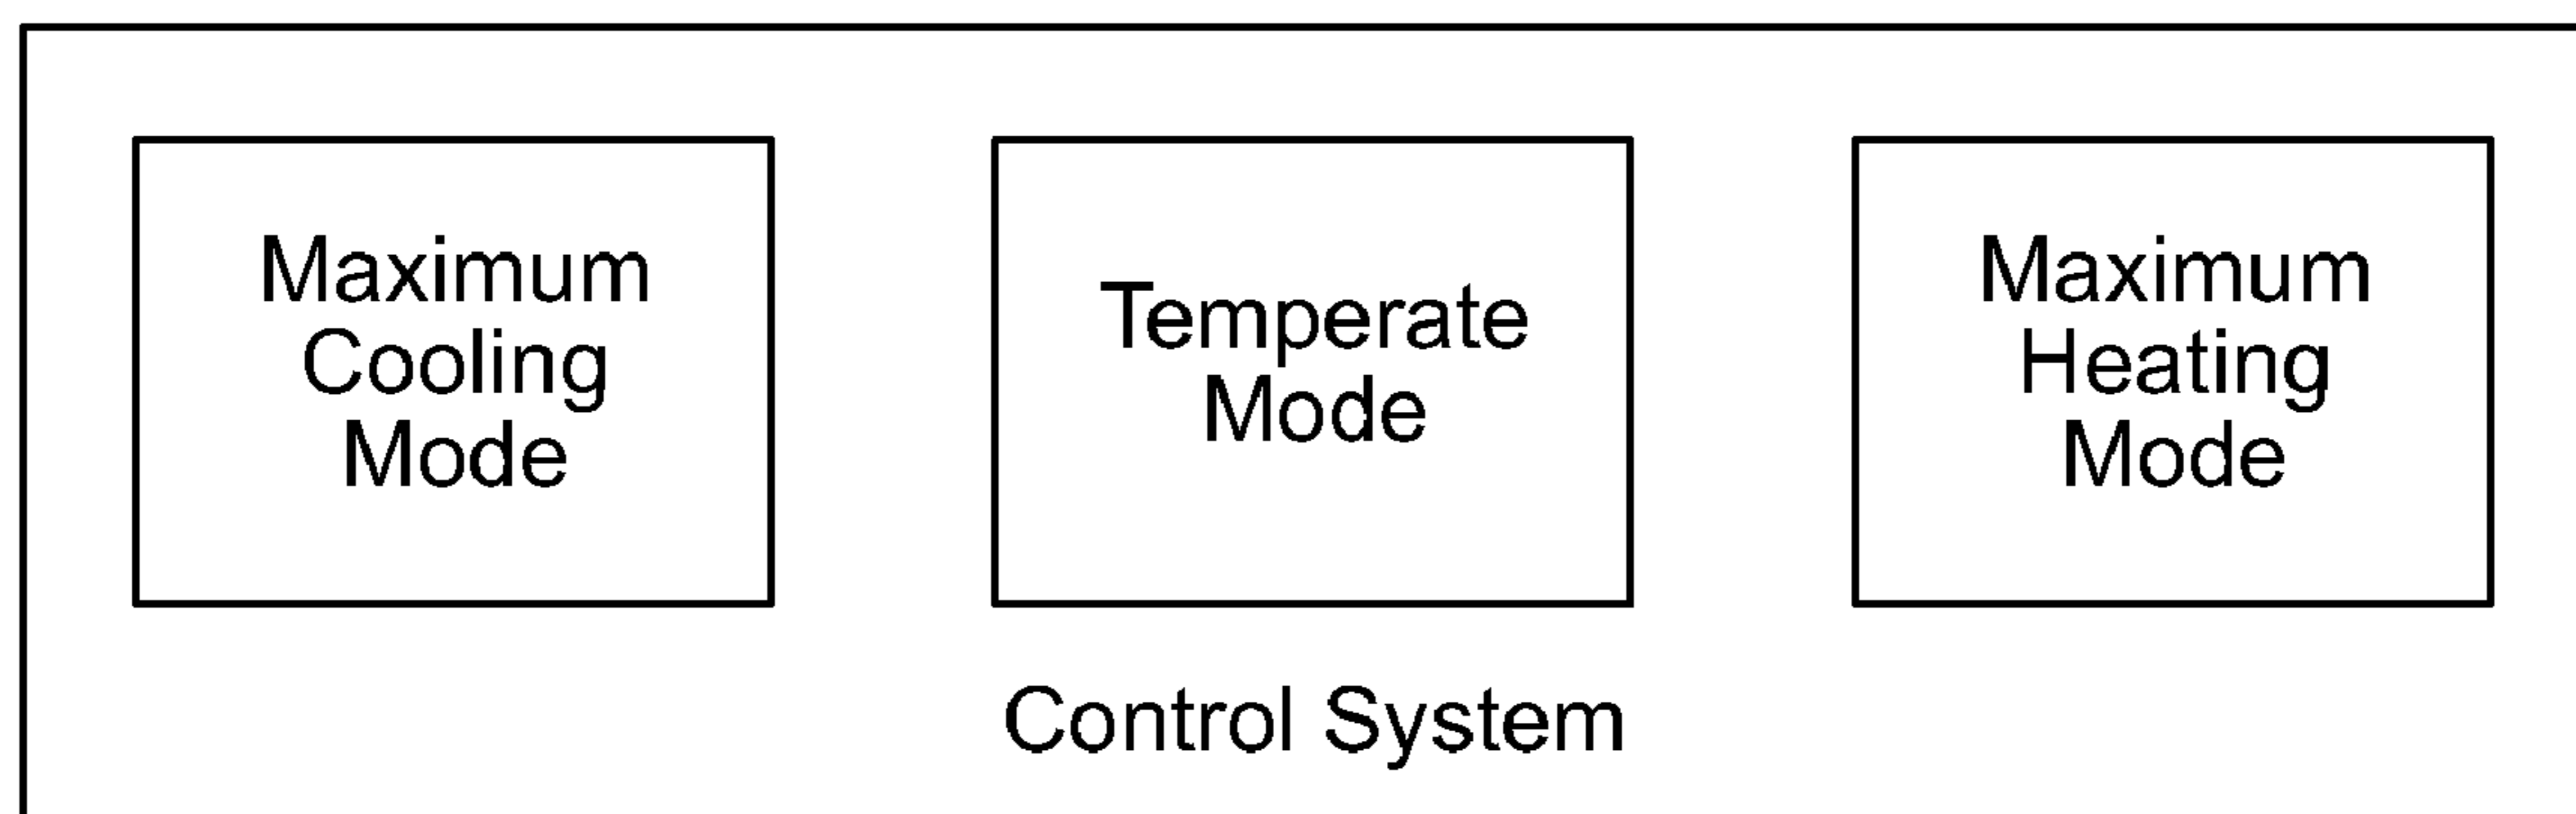 Maximum
Cooling
Mode
Temperate
Mode
Maximum
Heating
Mode
Control System